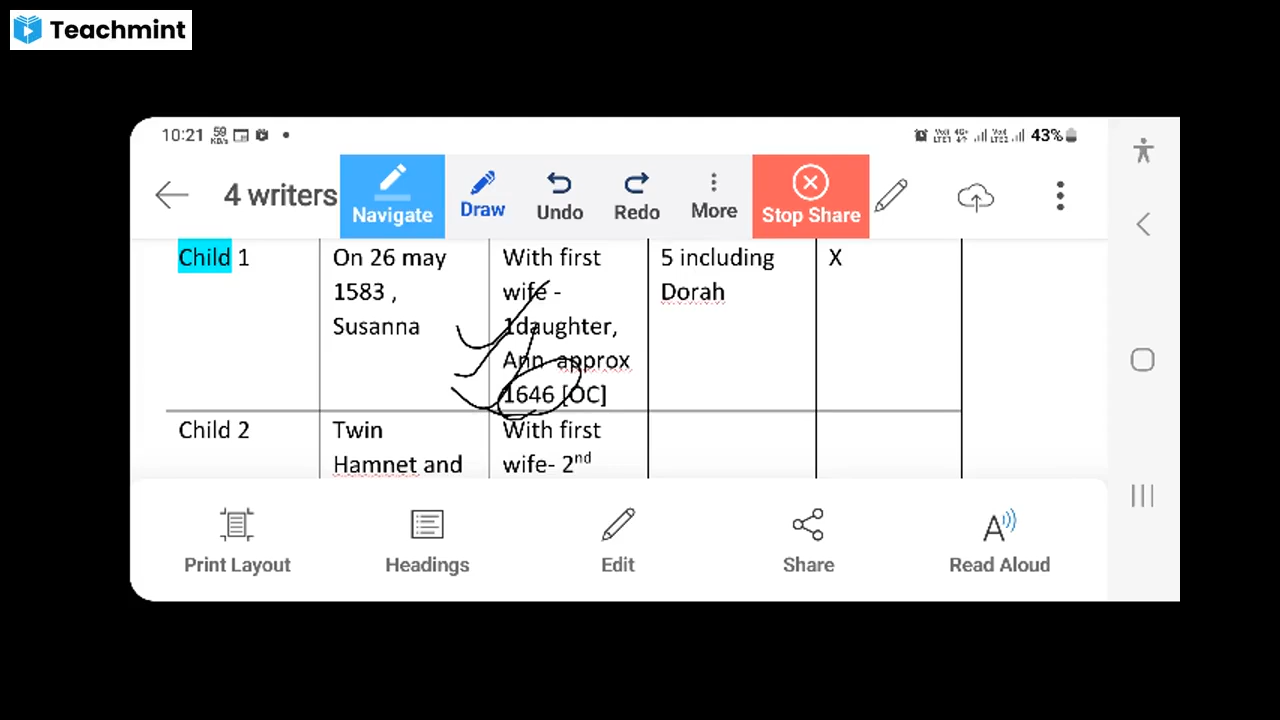 Teachmint
10:21 59 KB/s 43%
4 writers
Navigate
Draw
Undo
Redo
More
Stop Share
Child 1
On 26 may
1583 ,
Susanna
With first
wife -
1daughter,
Ann approx
1646 [OC]
5 including
Dorah
X
Child 2
Twin
Hamnet and
With first
wife- 2nd
Print Layout
Headings
Edit
Share
Read Aloud